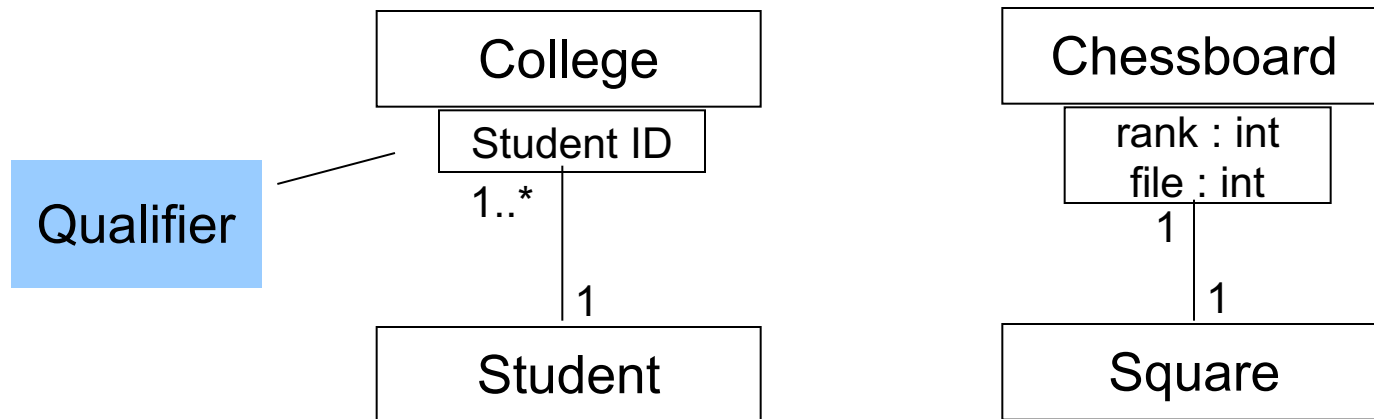 College
Student ID
1..*
Qualifier
1
Student
Chessboard
rank : int
file : int
1
1
Square